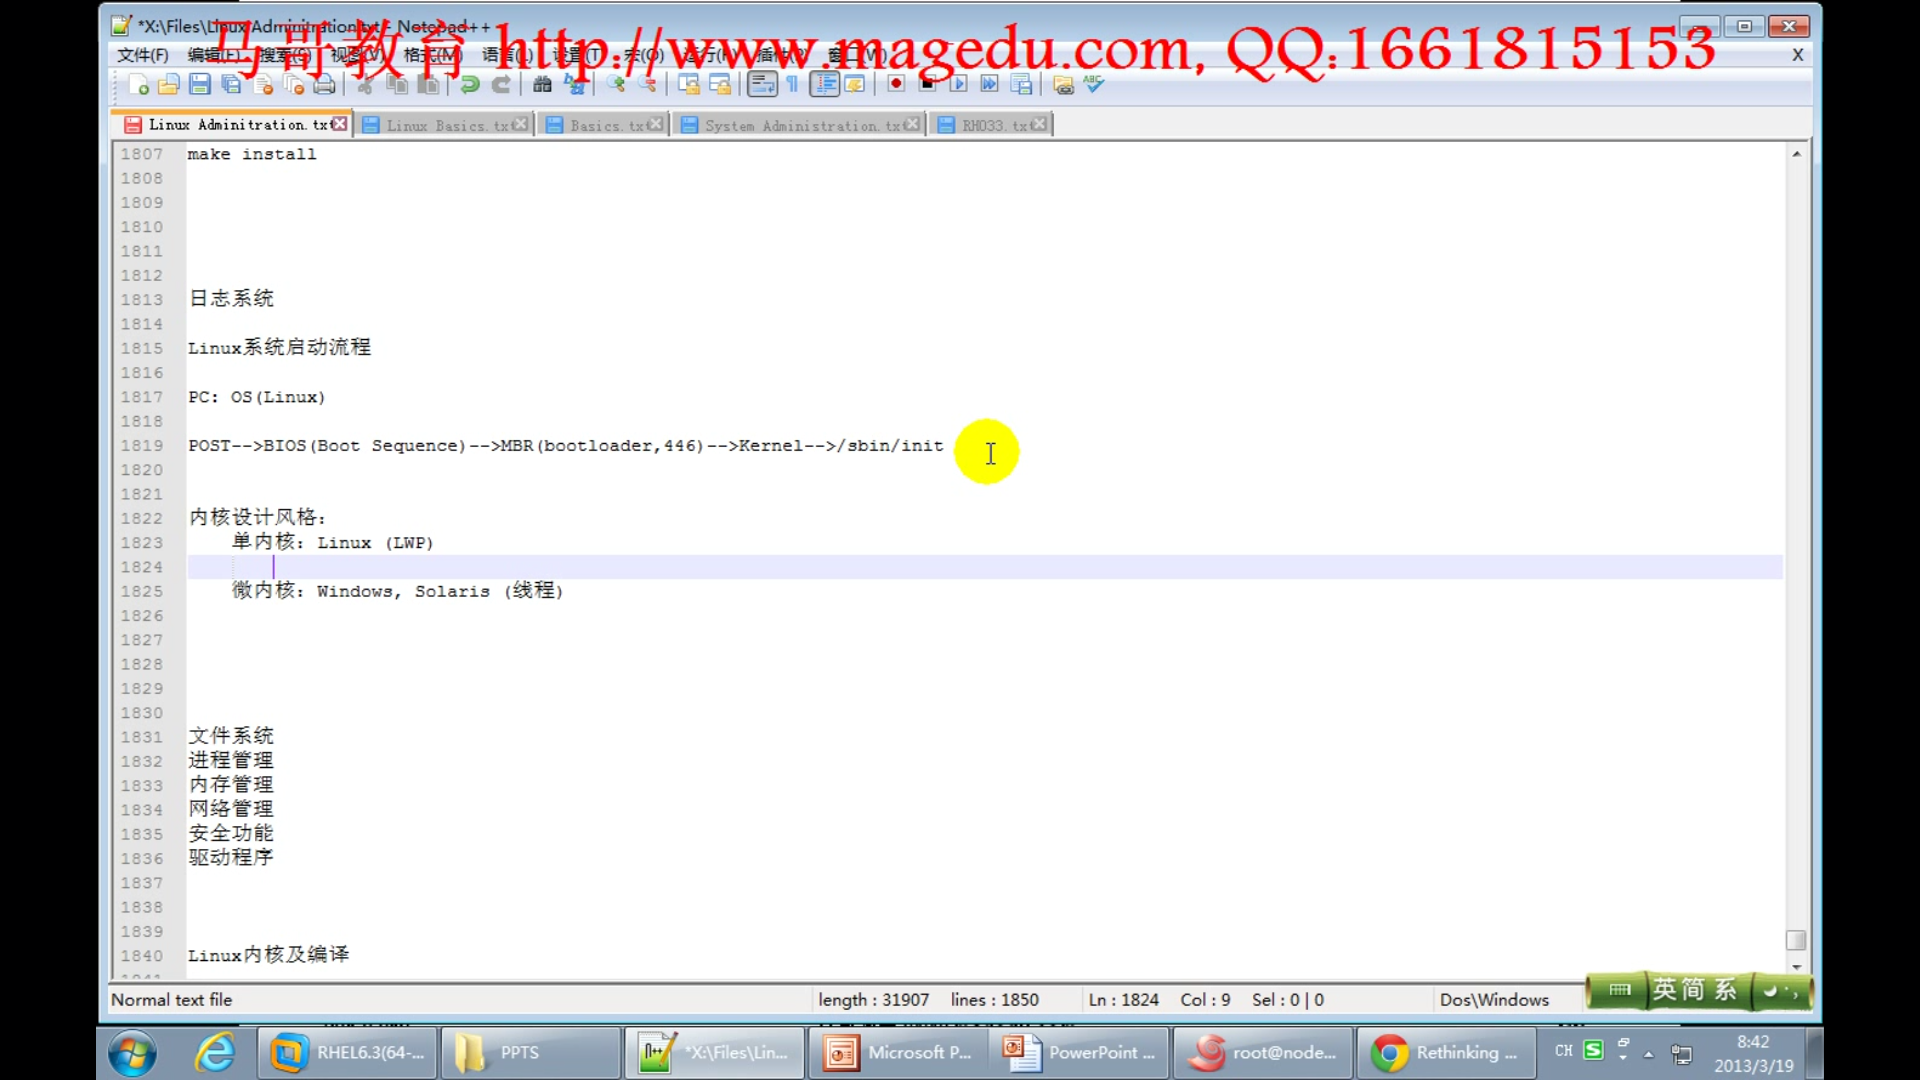 *X:\Files\Linux Adminitration.txt - Notepad++
马哥教育 http://www.magedu.com, QQ:1661815153
文件(F) 编辑(E) 搜索(S) 视图(V) 格式(M) 语言(L) 设置(T) 宏(O) 运行(R) 插件(P) 窗口(W) X
Linux Adminitration.txt Linux Basics.txt Basics.txt System Administration.txt RH033.txt
1807 make install
1808
1809
1810
1811
1812
1813 日志系统
1814
1815 Linux系统启动流程
1816
1817 PC: OS(Linux)
1818
1819 POST-->BIOS(Boot Sequence)-->MBR(bootloader,446)-->Kernel-->/sbin/init
1820
1821
1822 内核设计风格:
1823 单内核: Linux (LWP)
1824
1825 微内核: Windows, Solaris (线程)
1826
1827
1828
1829
1830
1831 文件系统
1832 进程管理
1833 内存管理
1834 网络管理
1835 安全功能
1836 驱动程序
1837
1838
1839
1840 Linux内核及编译
1841
Normal text file length : 31907 lines : 1850 Ln : 1824 Col : 9 Sel : 0 | 0 Dos\Windows
英简系
RHEL6.3(64-... PPTS *X:\Files\Lin... Microsoft P... PowerPoint ... root@node... Rethinking ... CH
8:42
2013/3/19